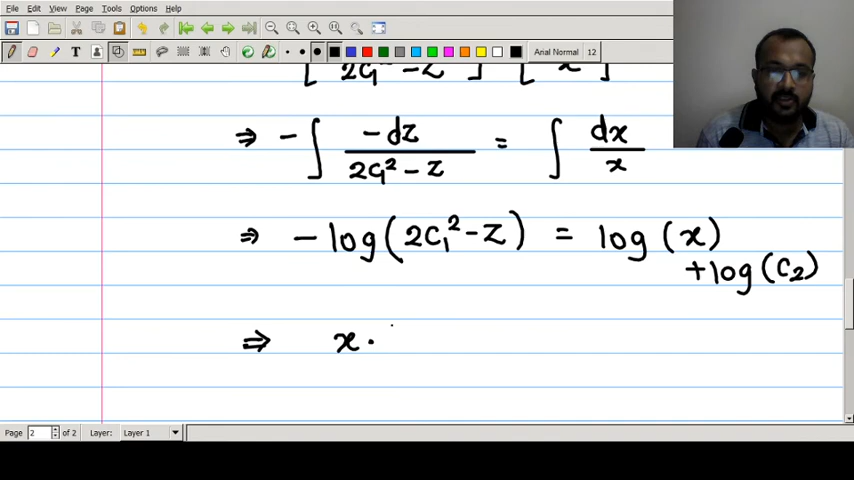 File Edit View Page Tools Options Help
Arial Normal 12
2C₁² - Z x
⇒ - ∫ -dZ / 2C₁² - Z = ∫ dx / x
⇒ - log(2C₁² - Z) = log(x)
+ log(C₂)
⇒ x ·
Page 2 of 2 Layer: Layer 1